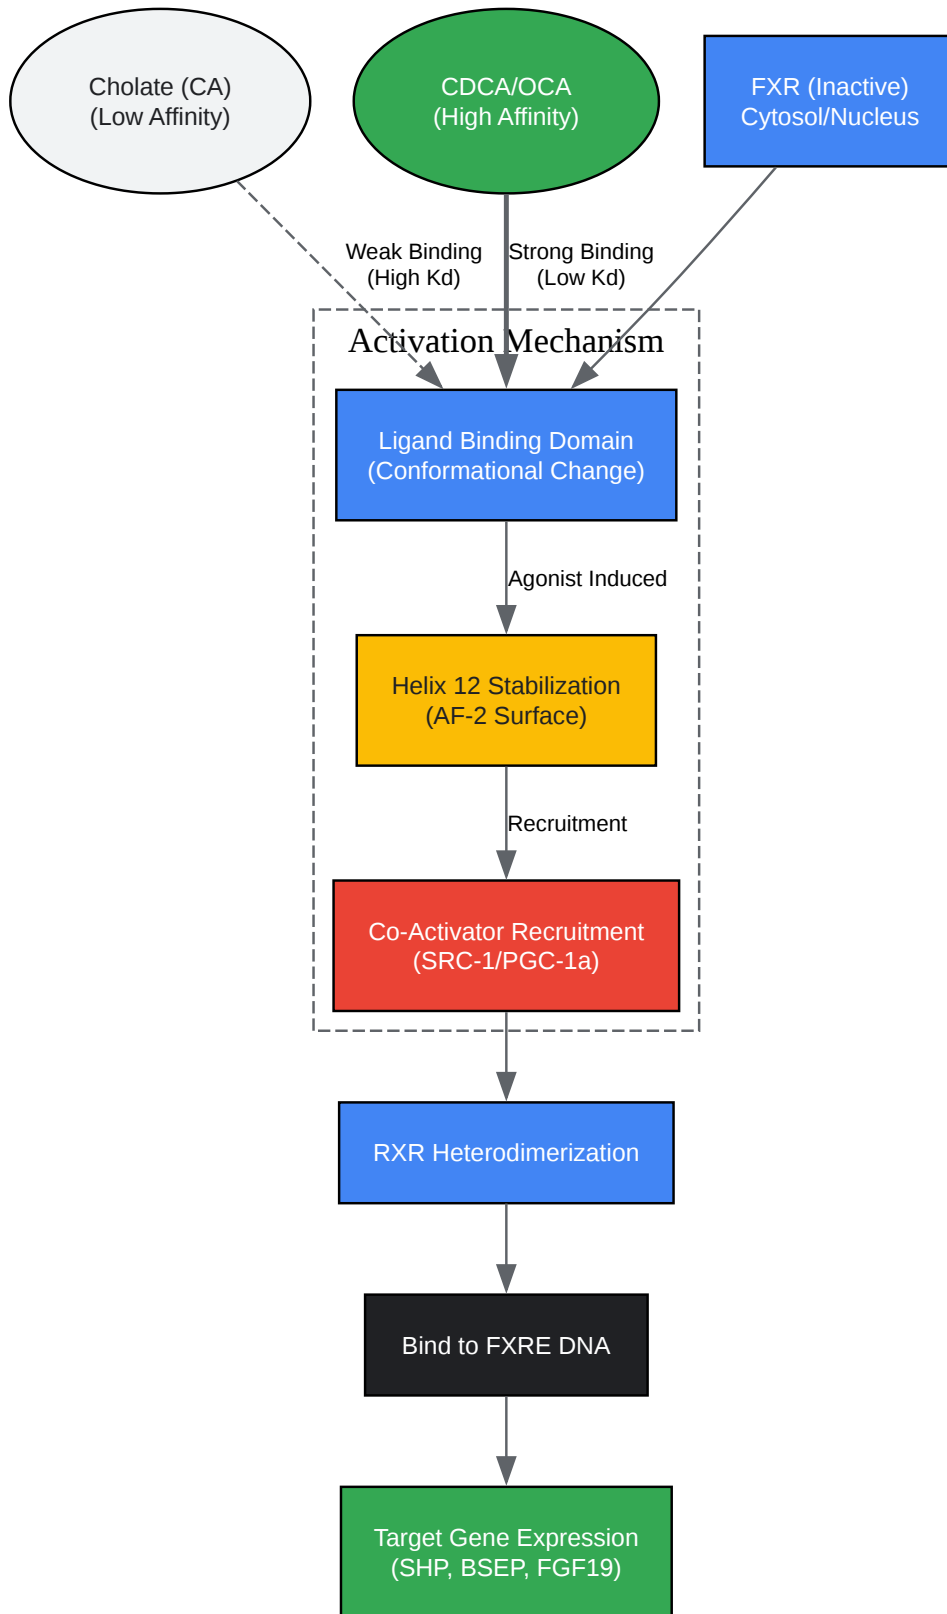 Cholate (CA)
(Low Affinity)
CDCA/OCA
(High Affinity)
FXR (Inactive)
Cytosol/Nucleus
Weak Binding
(High Kd)
Strong Binding
(Low Kd)
Activation Mechanism
Ligand Binding Domain
(Conformational Change)
Agonist Induced
Helix 12 Stabilization
(AF-2 Surface)
Recruitment
Co-Activator Recruitment
(SRC-1/PGC-1a)
RXR Heterodimerization
Bind to FXRE DNA
Target Gene Expression
(SHP, BSEP, FGF19)